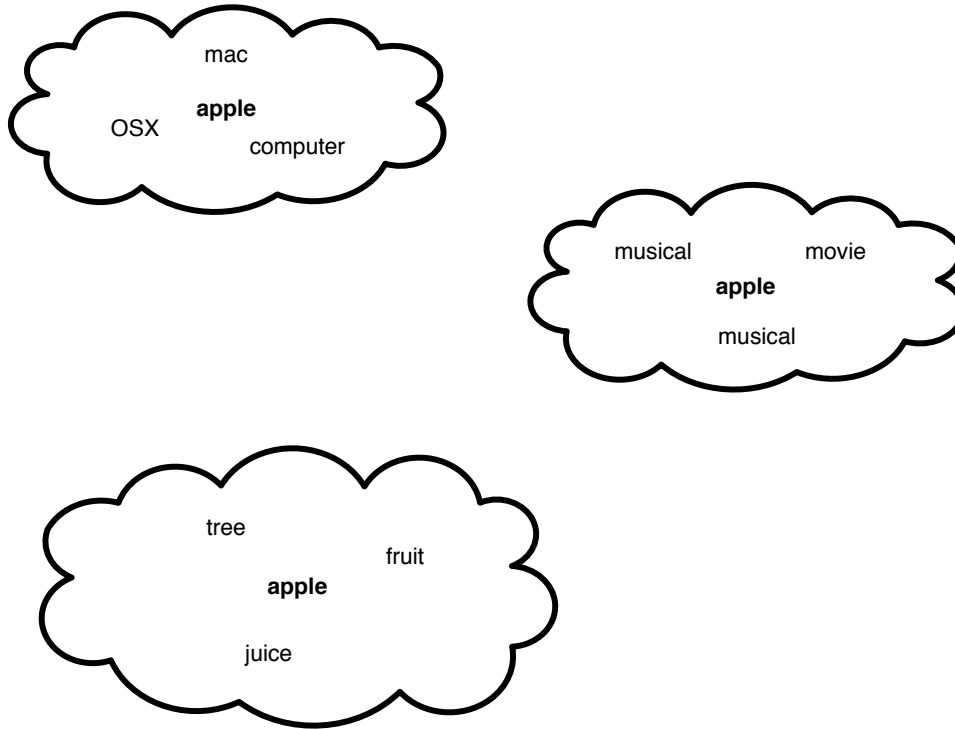 mac
apple
OSX
computer
musical
movie
apple
musical
tree
fruit
apple
juice